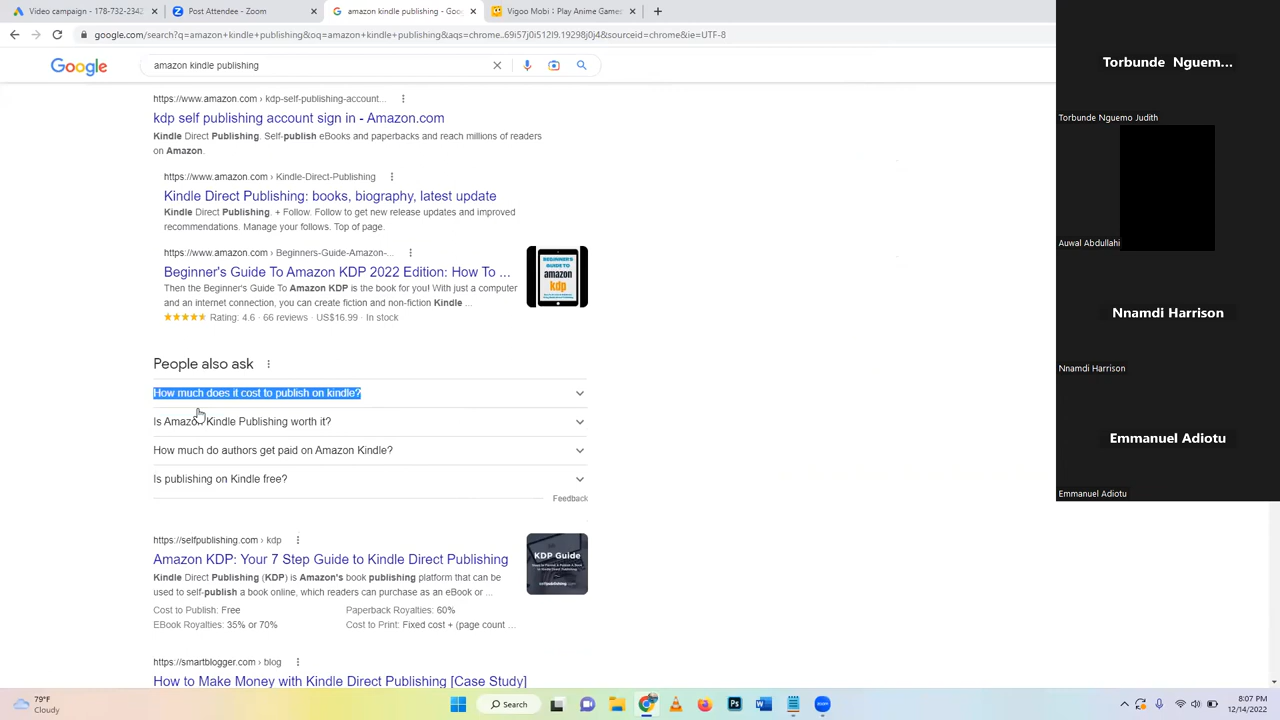 Video conversion - 178-732-2342
Zoom
amazon kindle publishing - Goo
Vigoo Mobi : Play Anime Games
google.com/search?q=amazon+kindle+publishing&oq=amazon+kindle+publishing&aqs=chrome..69i57j0i512l9.19298j0j4&sourceid=chrome&ie=UTF-8
Google
amazon kindle publishing
https://www.amazon.com › kdp-self-publishing-account...
kdp self publishing account sign in - Amazon.com
Kindle Direct Publishing. Self-publish eBooks and paperbacks and reach millions of readers
on Amazon.
https://www.amazon.com › Kindle-Direct-Publishing
Kindle Direct Publishing: books, biography, latest update
Kindle Direct Publishing. + Follow. Follow to get new release updates and improved
recommendations. Manage your follows. Top of page.
https://www.amazon.com › Beginners-Guide-Amazon-...
Beginner's Guide To Amazon KDP 2022 Edition: How To ...
Then the Beginner's Guide To Amazon KDP is the book for you! With just a computer
and an internet connection, you can create fiction and non-fiction Kindle ...
Rating: 4.6 · 66 reviews · US$16.99 · In stock
BEGINNER'S
GUIDE TO
amazon
kdp
People also ask
How much does it cost to publish on kindle?
Is Amazon Kindle Publishing worth it?
How much do authors get paid on Amazon Kindle?
Is publishing on Kindle free?
Feedback
https://selfpublishing.com › kdp
Amazon KDP: Your 7 Step Guide to Kindle Direct Publishing
Kindle Direct Publishing (KDP) is Amazon's book publishing platform that can be
used to self-publish a book online, which readers can purchase as an eBook or ...
Cost to Publish: Free
Paperback Royalties: 60%
EBook Royalties: 35% or 70%
Cost to Print: Fixed cost + (page count ...
KDP Guide
selfpublishing.com
https://smartblogger.com › blog
How to Make Money with Kindle Direct Publishing [Case Study]
Torbunde Nguem...
Torbunde Nguemo Judith
Auwal Abdullahi
Nnamdi Harrison
Nnamdi Harrison
Emmanuel Adiotu
Emmanuel Adiotu
79°F
Cloudy
8:07 PM
12/14/2022